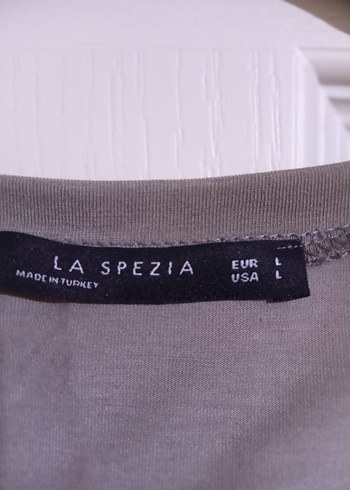 LA SPEZIA
MADE IN TURKEY
EUR L
USA L